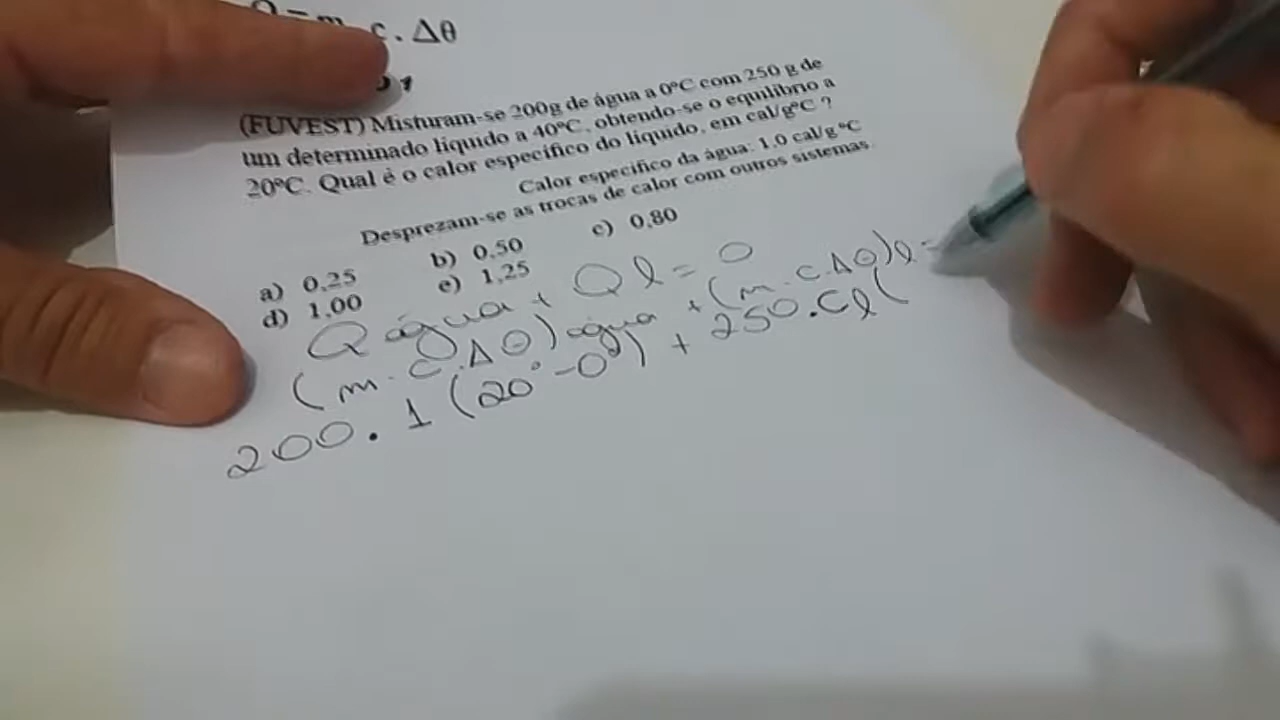 c . Δθ
(FUVEST) Misturam-se 200g de água a 0ºC com 250 g de
um determinado líquido a 40ºC, obtendo-se o equilíbrio a
20ºC. Qual é o calor específico do líquido, em cal/gºC ?
Calor específico da água: 1,0 cal/g ºC
Desprezam-se as trocas de calor com outros sistemas.
a) 0,25 b) 0,50 c) 0,80
d) 1,00 e) 1,25
Q água + Q l = 0
(m . c . Δθ) água + (m . c . Δθ) l =
200 . 1 (20° - 0°) + 250 . Cl (